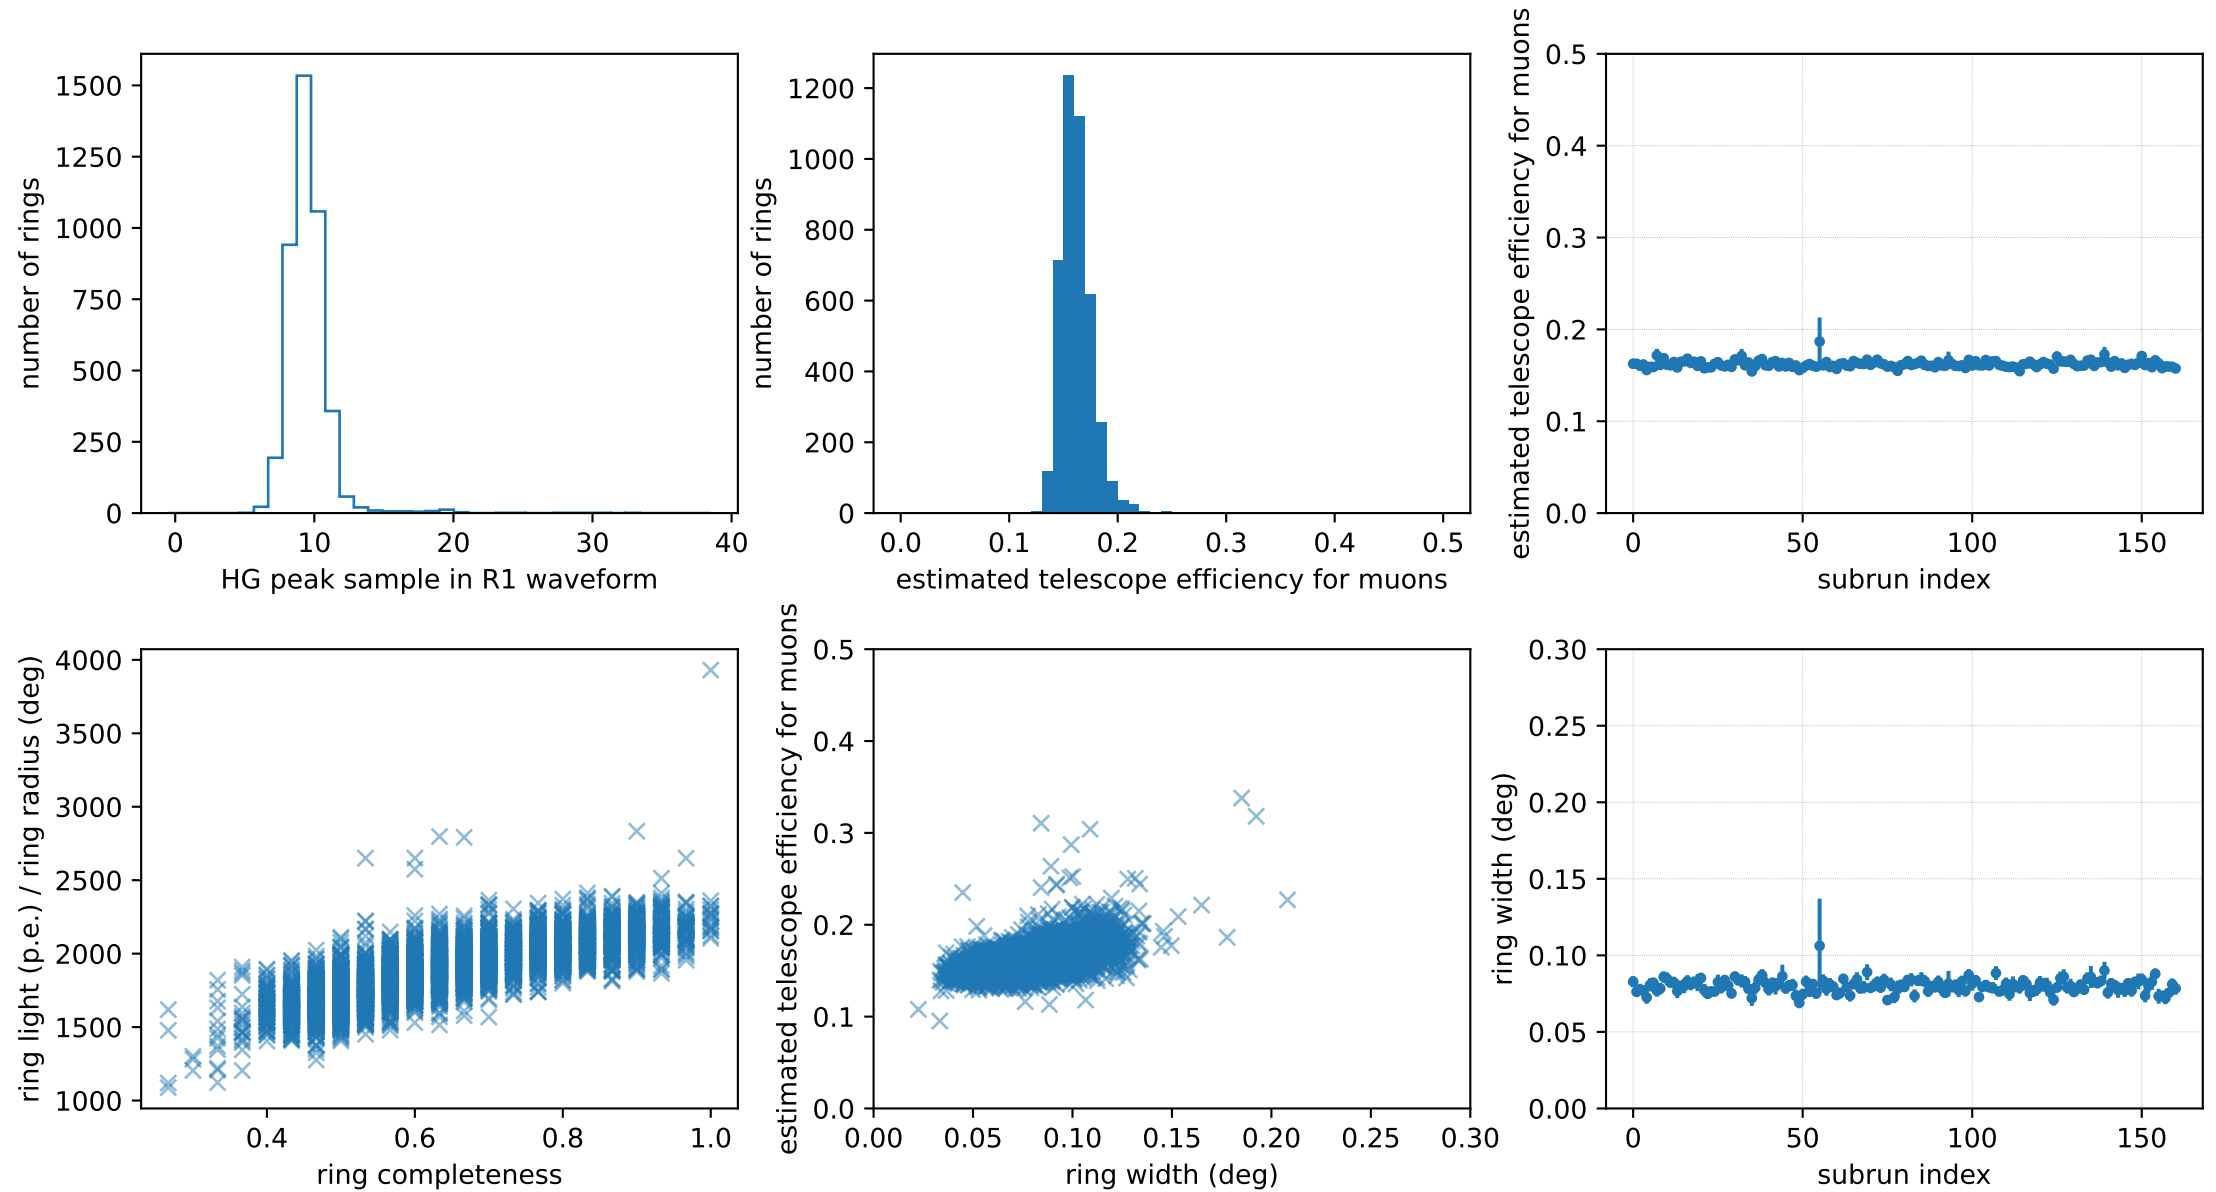 number of rings
1500
1250
1000
750
500
250
0
0 10 20 30 40
HG peak sample in R1 waveform
number of rings
1200
1000
800
600
400
200
0
0.0 0.1 0.2 0.3 0.4 0.5
estimated telescope efficiency for muons
estimated telescope efficiency for muons
0.5
0.4
0.3
0.2
0.1
0.0
0 50 100 150
subrun index
ring light (p.e.) / ring radius (deg)
4000
3500
3000
2500
2000
1500
1000
0.4 0.6 0.8 1.0
ring completeness
estimated telescope efficiency for muons
0.5
0.4
0.3
0.2
0.1
0.0
0.00 0.05 0.10 0.15 0.20 0.25 0.30
ring width (deg)
ring width (deg)
0.30
0.25
0.20
0.15
0.10
0.05
0.00
0 50 100 150
subrun index